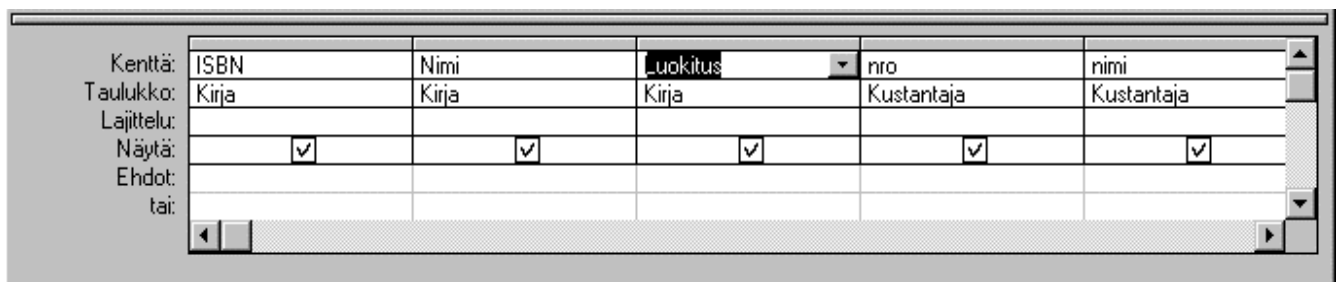 Kenttä: ISBN Nimi Luokitus nro nimi
Taulukko: Kirja Kirja Kirja Kustantaja Kustantaja
Lajittelu:
Näytä:
Ehdot:
tai: